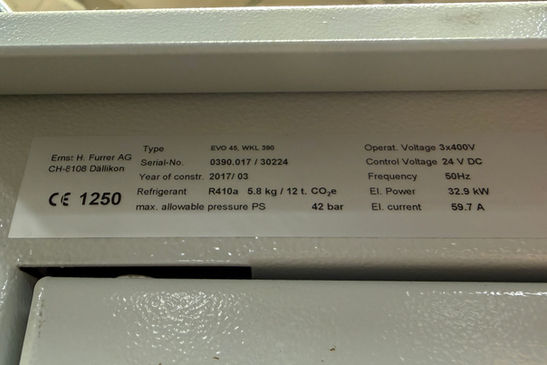 Ernst H. Furrer AG
CH-8108 Dällikon
CE 1250
Type EVO 45, WKL 390
Serial-No. 0390.017 / 30224
Year of constr. 2017/ 03
Refrigerant R410a 5.8 kg / 12 t. CO₂e
max. allowable pressure PS 42 bar
Operat. Voltage 3x400V
Control Voltage 24 V DC
Frequency 50Hz
El. Power 32.9 kW
El. current 59.7 A